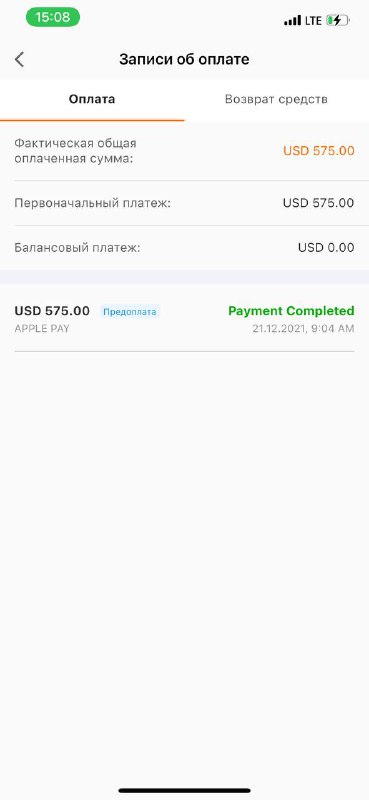 15:08 LTE
Записи об оплате
Оплата Возврат средств
Фактическая общая
оплаченная сумма: USD 575.00
Первоначальный платеж: USD 575.00
Балансовый платеж: USD 0.00
USD 575.00 Предоплата Payment Completed
APPLE PAY 21.12.2021, 9:04 AM